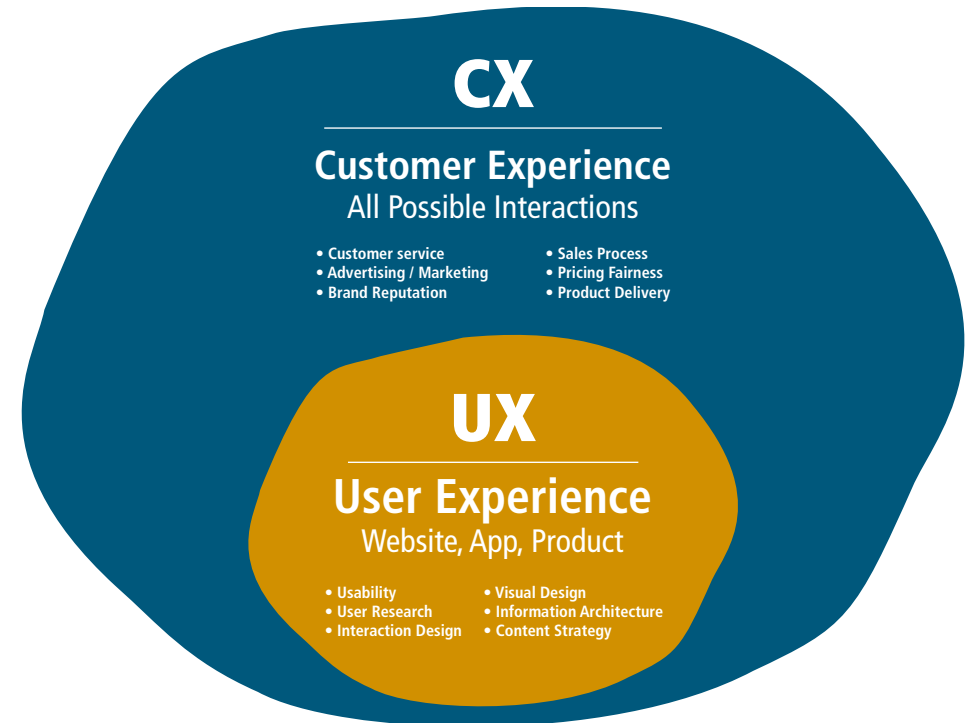 CX
Customer Experience
All Possible Interactions
• Customer service
• Advertising / Marketing
• Brand Reputation
• Sales Process
• Pricing Fairness
• Product Delivery
UX
User Experience
Website, App, Product
• Usability
• User Research
• Interaction Design
• Visual Design
• Information Architecture
• Content Strategy